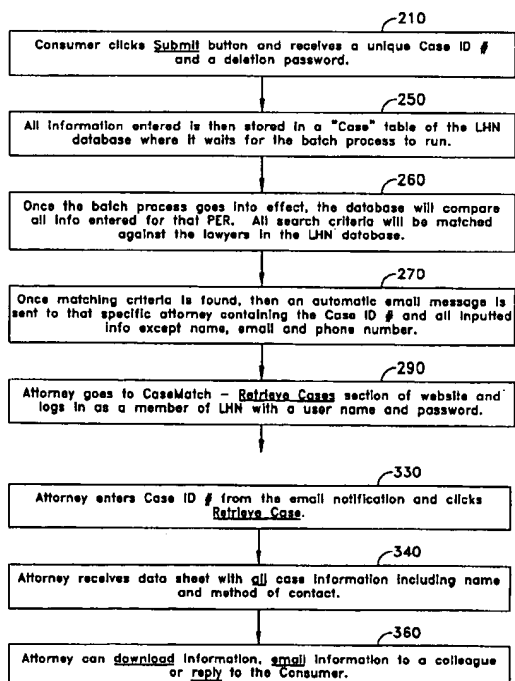 210
Consumer clicks Submit button and receives a unique Case ID #
and a deletion password.
250
All information entered is then stored in a "Case" table of the LHN
database where it waits for the batch process to run.
260
Once the batch process goes into effect, the database will compare
all info entered for that PER. All search criteria will be matched
against the lawyers in the LHN database.
270
Once matching criteria is found, then an automatic email message is
sent to that specific attorney containing the Case ID # and all inputted
info except name, email and phone number.
290
Attorney goes to CaseMatch – Retrieve Cases section of website and
logs in as a member of LHN with a user name and password.
330
Attorney enters Case ID # from the email notification and clicks
Retrieve Case.
340
Attorney receives data sheet with all case information including name
and method of contact.
360
Attorney can download information, email information to a colleague
or reply to the Consumer.